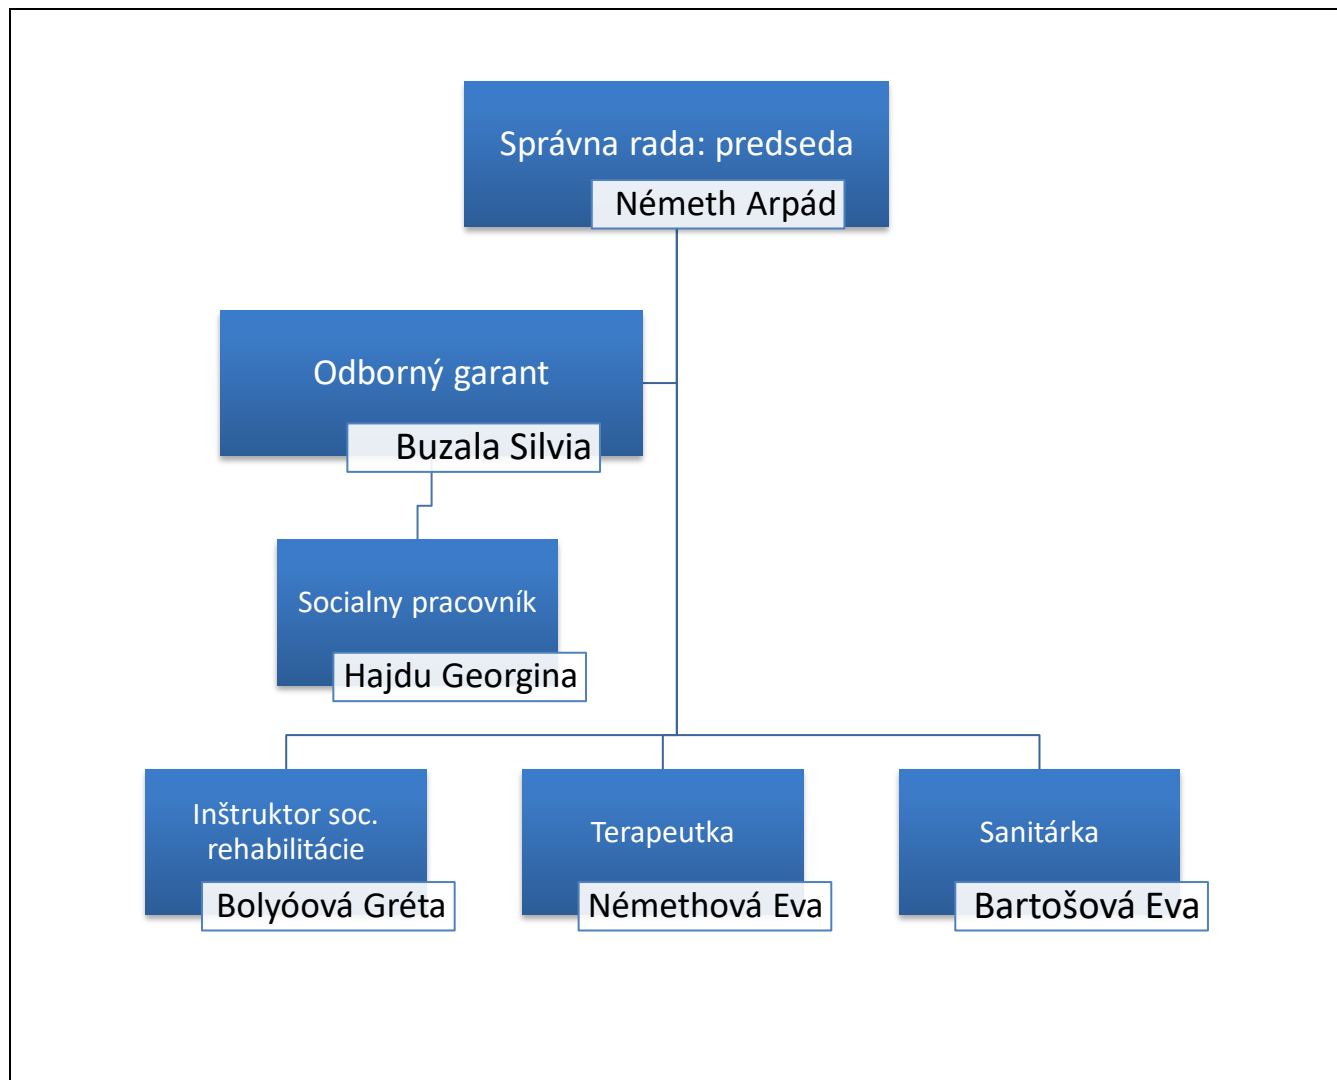 Správna rada: predseda
Németh Arpád
Odborný garant
Buzala Silvia
Socialny pracovník
Hajdu Georgina
Inštruktor soc.
rehabilitácie
Bolyóová Gréta
Terapeutka
Némethová Eva
Sanitárka
Bartošová Eva